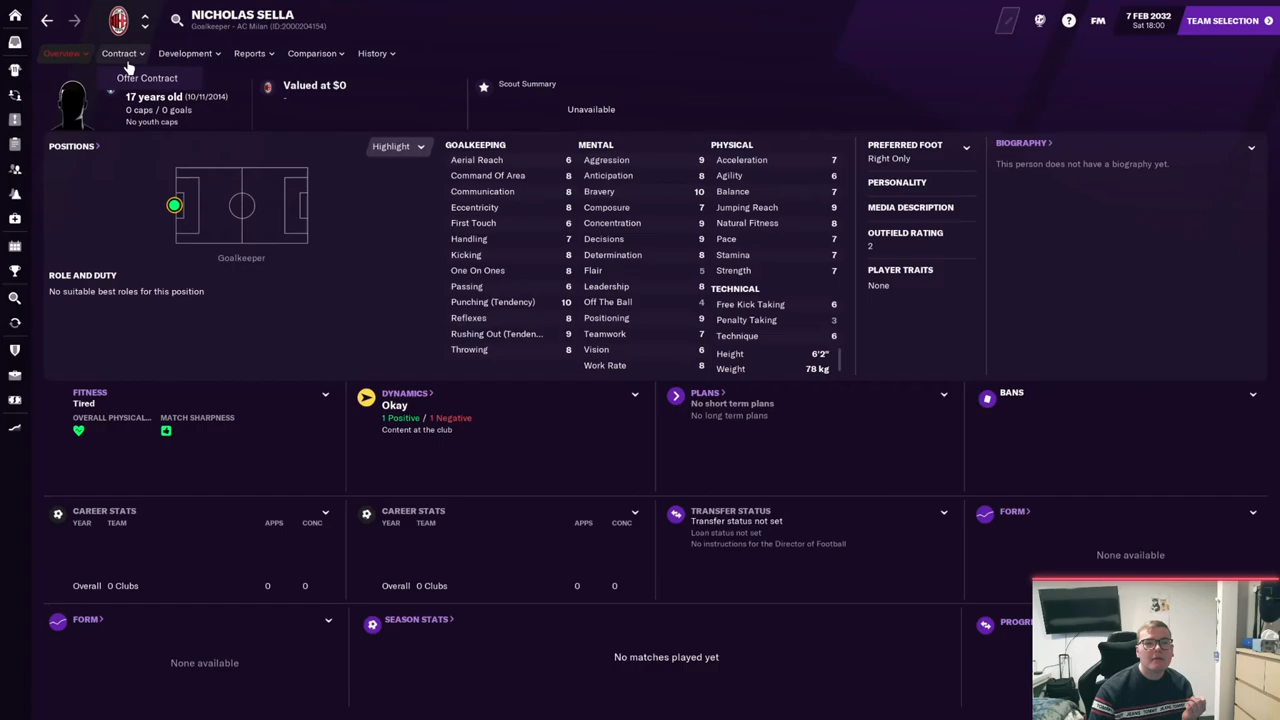 NICHOLAS SELLA
Goalkeeper - AC Milan (ID:2000204154)
FM
7 FEB 2032
Sat 18:00
TEAM SELECTION
Overview
Contract
Development
Reports
Comparison
History
Offer Contract
17 years old (10/11/2014)
0 caps / 0 goals
No youth caps
Valued at $0
-
Scout Summary
Unavailable
POSITIONS
Highlight
Goalkeeper
ROLE AND DUTY
No suitable best roles for this position
GOALKEEPING
Aerial Reach 6
Command Of Area 8
Communication 8
Eccentricity 8
First Touch 6
Handling 7
Kicking 8
One On Ones 8
Passing 6
Punching (Tendency) 10
Reflexes 8
Rushing Out (Tenden... 9
Throwing 8
MENTAL
Aggression 9
Anticipation 8
Bravery 10
Composure 7
Concentration 9
Decisions 9
Determination 8
Flair 5
Leadership 8
Off The Ball 4
Positioning 9
Teamwork 7
Vision 6
Work Rate 8
PHYSICAL
Acceleration 7
Agility 6
Balance 7
Jumping Reach 9
Natural Fitness 8
Pace 7
Stamina 7
Strength 7
TECHNICAL
Free Kick Taking 6
Penalty Taking 3
Technique 6
Height 6'2"
Weight 78 kg
PREFERRED FOOT
Right Only
PERSONALITY
MEDIA DESCRIPTION
OUTFIELD RATING
2
PLAYER TRAITS
None
BIOGRAPHY
This person does not have a biography yet.
FITNESS
Tired
OVERALL PHYSICAL... MATCH SHARPNESS
DYNAMICS
Okay
1 Positive / 1 Negative
Content at the club
PLANS
No short term plans
No long term plans
BANS
CAREER STATS
YEAR TEAM APPS CONC
Overall 0 Clubs 0 0
CAREER STATS
YEAR TEAM APPS CONC
Overall 0 Clubs 0 0
TRANSFER STATUS
Transfer status not set
Loan status not set
No instructions for the Director of Football
FORM
None available
FORM
None available
SEASON STATS
No matches played yet